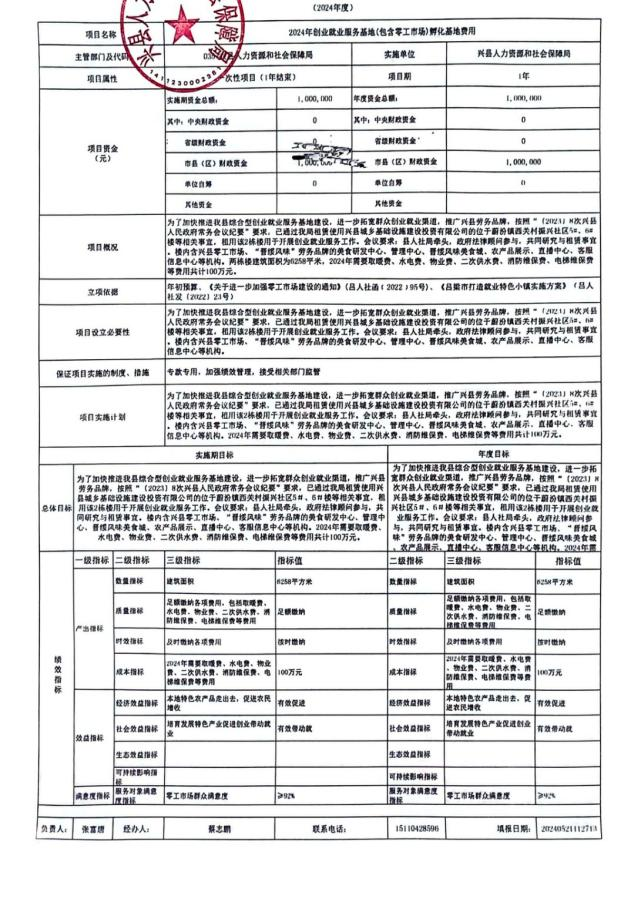 （2024年度）
项目名称 2024年创业就业服务基地(包含零工市场)孵化基地费用
主管部门及代码 县人力资源和社会保障局 实施单位 兴县人力资源和社会保障局
项目属性 次性项目（1年结束） 项目期 1年
项目资金（元） 实施期资金总额： 1,000,000 年度资金总额： 1,000,000
其中：中央财政资金 0 其中：中央财政资金 0
省级财政资金 0 省级财政资金 0
市县（区）财政资金 1,000,000 市县（区）财政资金 1,000,000
单位自筹 0 单位自筹 0
其他资金 其他资金
项目概况
为了加快推进我县综合型创业就业服务基地建设，进一步拓宽群众创业就业渠道，推广兴县劳务品牌，按照“（2023）8次兴县
人民政府常务会议纪要”要求，已通过我局租赁使用兴县城乡基础设施建设投资有限公司的位于蔚汾镇西关村振兴社区5#、6#
楼等相关事宜，租用该2栋楼用于开展创业就业服务工作。会议要求：县人社局牵头，政府法律顾问参与，共同研究与租赁事宜
。楼内含兴县零工市场、“晋绥风味”劳务品牌的美食研发中心、管理中心、晋绥风味美食城、农产品展示、直播中心、客服
信息中心等机构。两栋楼建筑面积为6258平米，2024年需要取暖费、水电费、物业费、二次供水费、消防维保费、电梯维保费
等费用共计100万元。
立项依据
年初预算、《关于进一步加强零工市场建设的通知》（吕人社函〔2022〕95号）、《吕梁市打造就业特色小镇实施方案》（吕人
社发〔2022〕23号）
项目设立必要性
为了加快推进我县综合型创业就业服务基地建设，进一步拓宽群众创业就业渠道，推广兴县劳务品牌，按照“（2023）8次兴县
人民政府常务会议纪要”要求，已通过我局租赁使用兴县城乡基础设施建设投资有限公司的位于蔚汾镇西关村振兴社区5#、6#
楼等相关事宜，租用该2栋楼用于开展创业就业服务工作。会议要求：县人社局牵头，政府法律顾问参与，共同研究与租赁事宜
。楼内含兴县零工市场、“晋绥风味”劳务品牌的美食研发中心、管理中心、晋绥风味美食城、农产品展示、直播中心、客服
信息中心等机构。
保证项目实施的制度、措施 专款专用，加强绩效管理，接受相关部门监管
项目实施计划
为了加快推进我县综合型创业就业服务基地建设，进一步拓宽群众创业就业渠道，推广兴县劳务品牌，按照“（2023）8次兴县
人民政府常务会议纪要”要求，已通过我局租赁使用兴县城乡基础设施建设投资有限公司的位于蔚汾镇西关村振兴社区5#、6#
楼等相关事宜，租用该2栋楼用于开展创业就业服务工作。会议要求：县人社局牵头，政府法律顾问参与，共同研究与租赁事宜
。楼内含兴县零工市场、“晋绥风味”劳务品牌的美食研发中心、管理中心、晋绥风味美食城、农产品展示、直播中心、客服
信息中心等机构。2024年需要取暖费、水电费、物业费、二次供水费、消防维保费、电梯维保费等费用共计100万元。
实施期目标 年度目标
总体目标
为了加快推进我县综合型创业就业服务基地建设，进一步拓宽群众创业就业渠道，推广兴县
劳务品牌，按照“（2023）8次兴县人民政府常务会议纪要”要求，已通过我局租赁使用兴
县城乡基础设施建设投资有限公司的位于蔚汾镇西关村振兴社区5#、6#楼等相关事宜，租
用该2栋楼用于开展创业就业服务工作。会议要求：县人社局牵头，政府法律顾问参与，共
同研究与租赁事宜。楼内含兴县零工市场、“晋绥风味”劳务品牌的美食研发中心、管理中
心、晋绥风味美食城、农产品展示、直播中心、客服信息中心等机构。2024年需要取暖费、
水电费、物业费、二次供水费、消防维保费、电梯维保费等费用共计100万元。
为了加快推进我县综合型创业就业服务基地建设，进一步拓
宽群众创业就业渠道，推广兴县劳务品牌，按照“（2023）8
次兴县人民政府常务会议纪要”要求，已通过我局租赁使用
兴县城乡基础设施建设投资有限公司的位于蔚汾镇西关村振
兴社区5#、6#楼等相关事宜，租用该2栋楼用于开展创业就
业服务工作。会议要求：县人社局牵头，政府法律顾问参
与，共同研究与租赁事宜。楼内含兴县零工市场、“晋绥风
味”劳务品牌的美食研发中心、管理中心、晋绥风味美食城
、农产品展示、直播中心、客服信息中心等机构。2024年需
绩效指标 一级指标 二级指标 三级指标 指标值 二级指标 三级指标 指标值
产出指标 数量指标 建筑面积 6258平方米 数量指标 建筑面积 6258平方米
质量指标 足额缴纳各项费用，包括取暖费、水电费、物业费、二次供水费、消防维保费、电梯维保费等费用 足额缴纳 质量指标 足额缴纳各项费用，包括取暖费、水电费、物业费、二次供水费、消防维保费、电梯维保费等费用 足额缴纳
时效指标 及时缴纳各项费用 按时缴纳 时效指标 及时缴纳各项费用 按时缴纳
成本指标 2024年需要取暖费、水电费、物业费、二次供水费、消防维保费、电梯维保费等费用 100万元 成本指标 2024年需要取暖费、水电费、物业费、二次供水费、消防维保费、电梯维保费等费用 100万元
效益指标 经济效益指标 本地特色农产品走出去，促进农民增收 有效促进 经济效益指标 本地特色农产品走出去，促进农民增收 有效促进
社会效益指标 培育发展特色产业促进创业带动就业 有效带动就 社会效益指标 培育发展特色产业促进创业带动就业 有效带动就
生态效益指标 生态效益指标
可持续影响指标 可持续影响指标
满意度指标 服务对象满意度指标 零工市场群众满意度 ≥92% 服务对象满意度指标 零工市场群众满意度 ≥92%
负责人： 张富唐 经办人： 蔡志鹏 联系电话： 15110428596 填报日期：